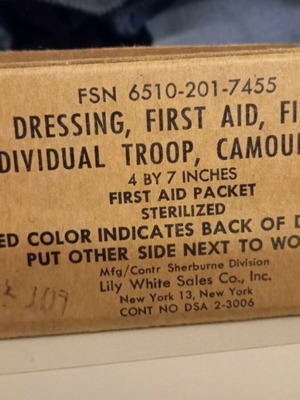 FSN 6510-201-7455
DRESSING, FIRST AID, FI
DIVIDUAL TROOP, CAMOU
4 BY 7 INCHES
FIRST AID PACKET
STERILIZED
ED COLOR INDICATES BACK OF D
PUT OTHER SIDE NEXT TO WO
Mfg/Contr Sherburne Division
Lily White Sales Co., Inc.
New York 13, New York
CONT NO DSA 2-3006